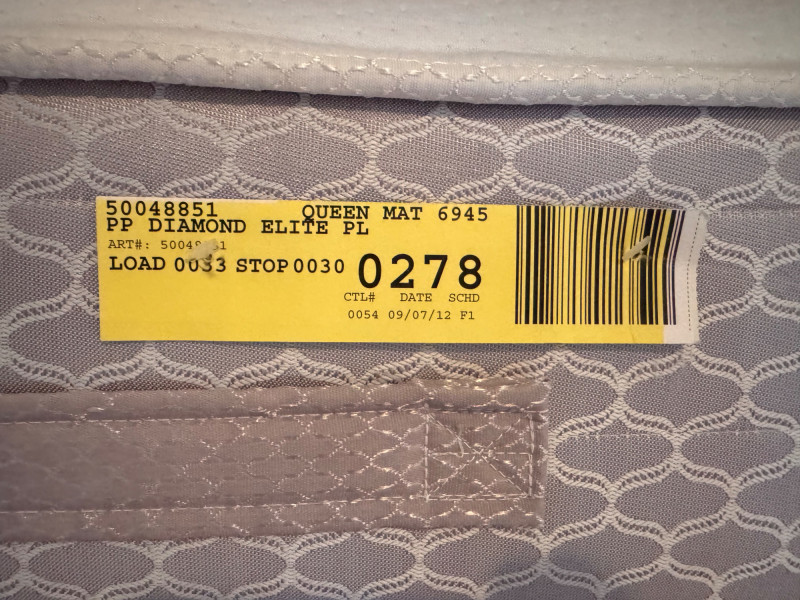 50048851 QUEEN MAT 6945
PP DIAMOND ELITE PL
ART#:
LOAD 0033 STOP 0030 0278
CTL# DATE SCHD
0054 09/07/12 F1